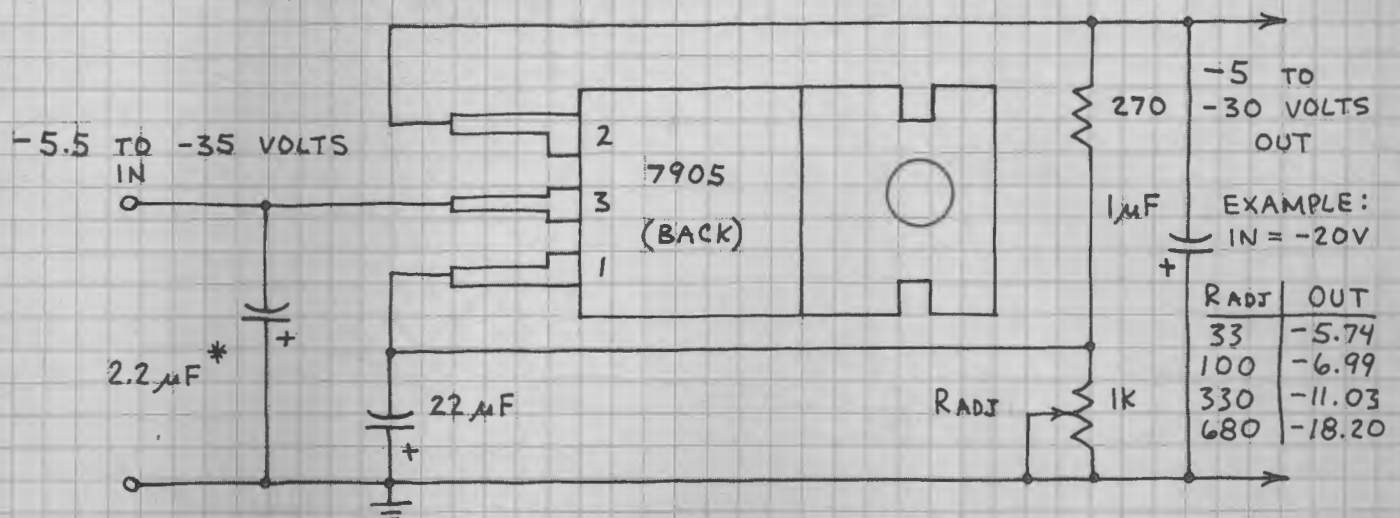 -5.5 TO -35 VOLTS
IN
2
3
1
7905
(BACK)
270
-5 TO
-30 VOLTS
OUT
1µF
+
EXAMPLE:
IN = -20V
RADJ OUT
33 -5.74
100 -6.99
330 -11.03
680 -18.20
2.2µF *
+
22µF
+
RADJ
1K